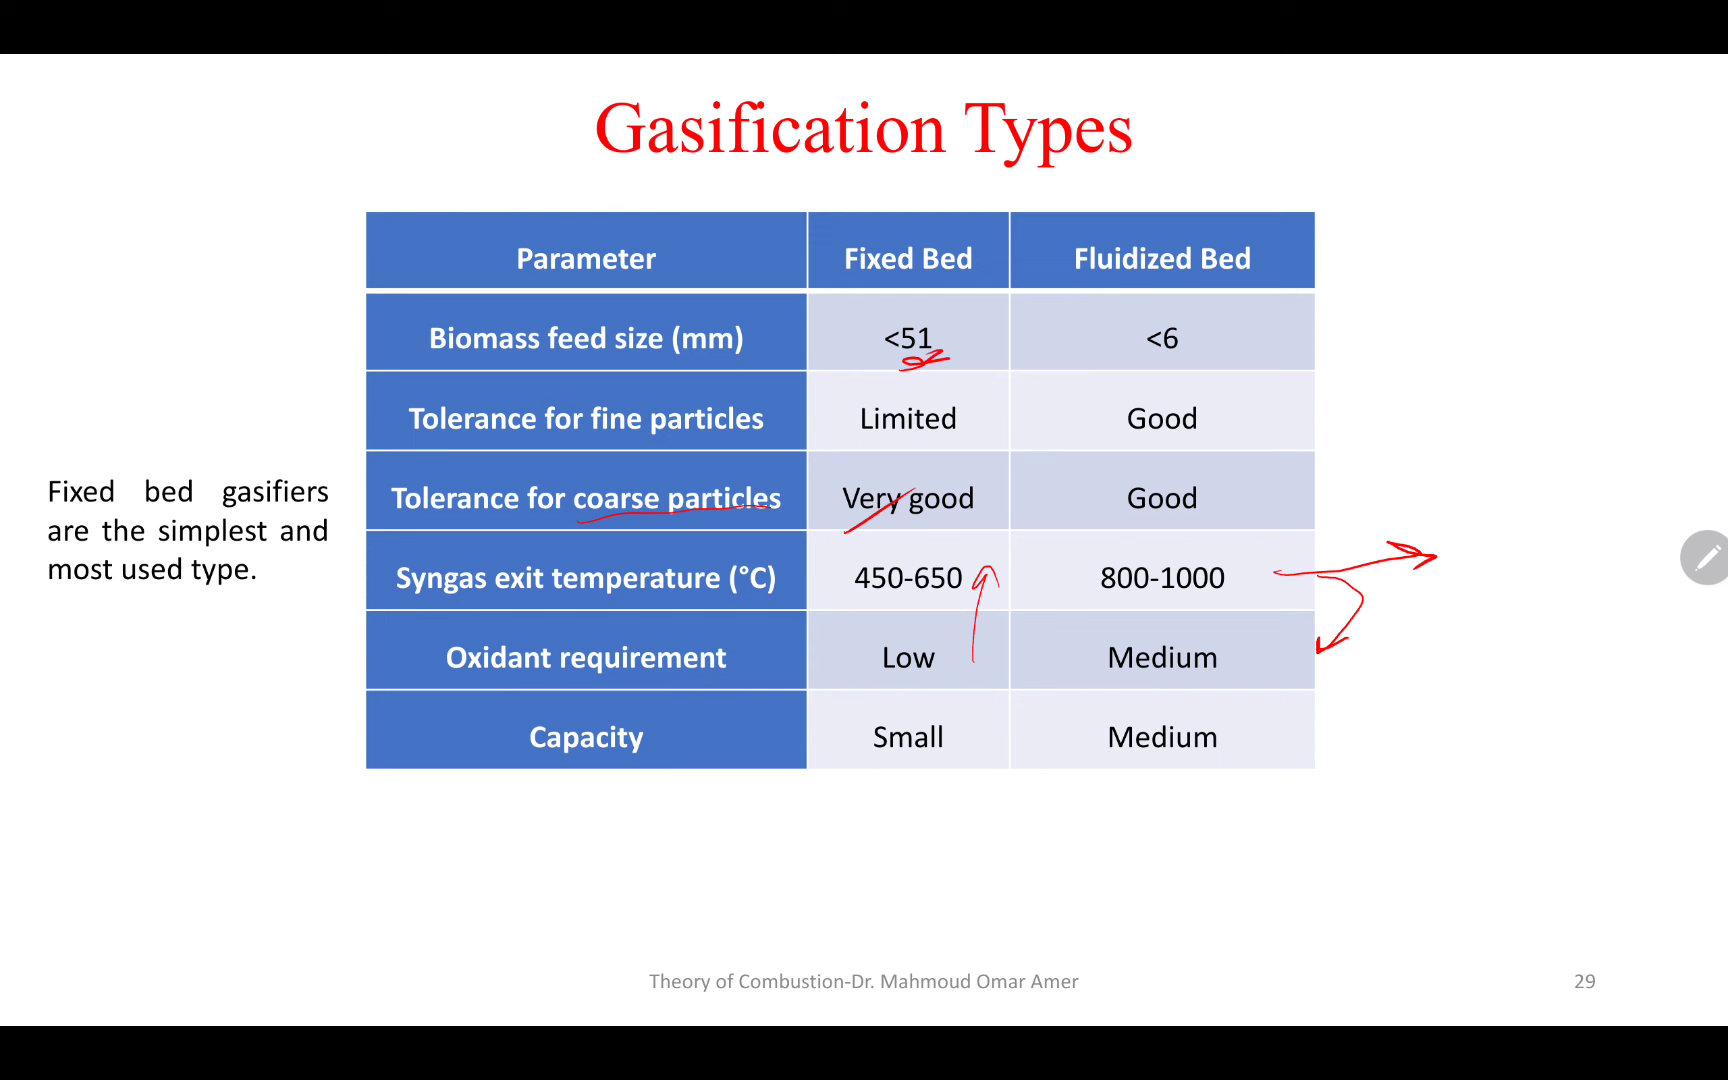 Gasification Types
Parameter Fixed Bed Fluidized Bed
Biomass feed size (mm) <51 <6
Tolerance for fine particles Limited Good
Tolerance for coarse particles Very good Good
Syngas exit temperature (°C) 450-650 800-1000
Oxidant requirement Low Medium
Capacity Small Medium
Fixed bed gasifiers
are the simplest and
most used type.
Theory of Combustion-Dr. Mahmoud Omar Amer
29